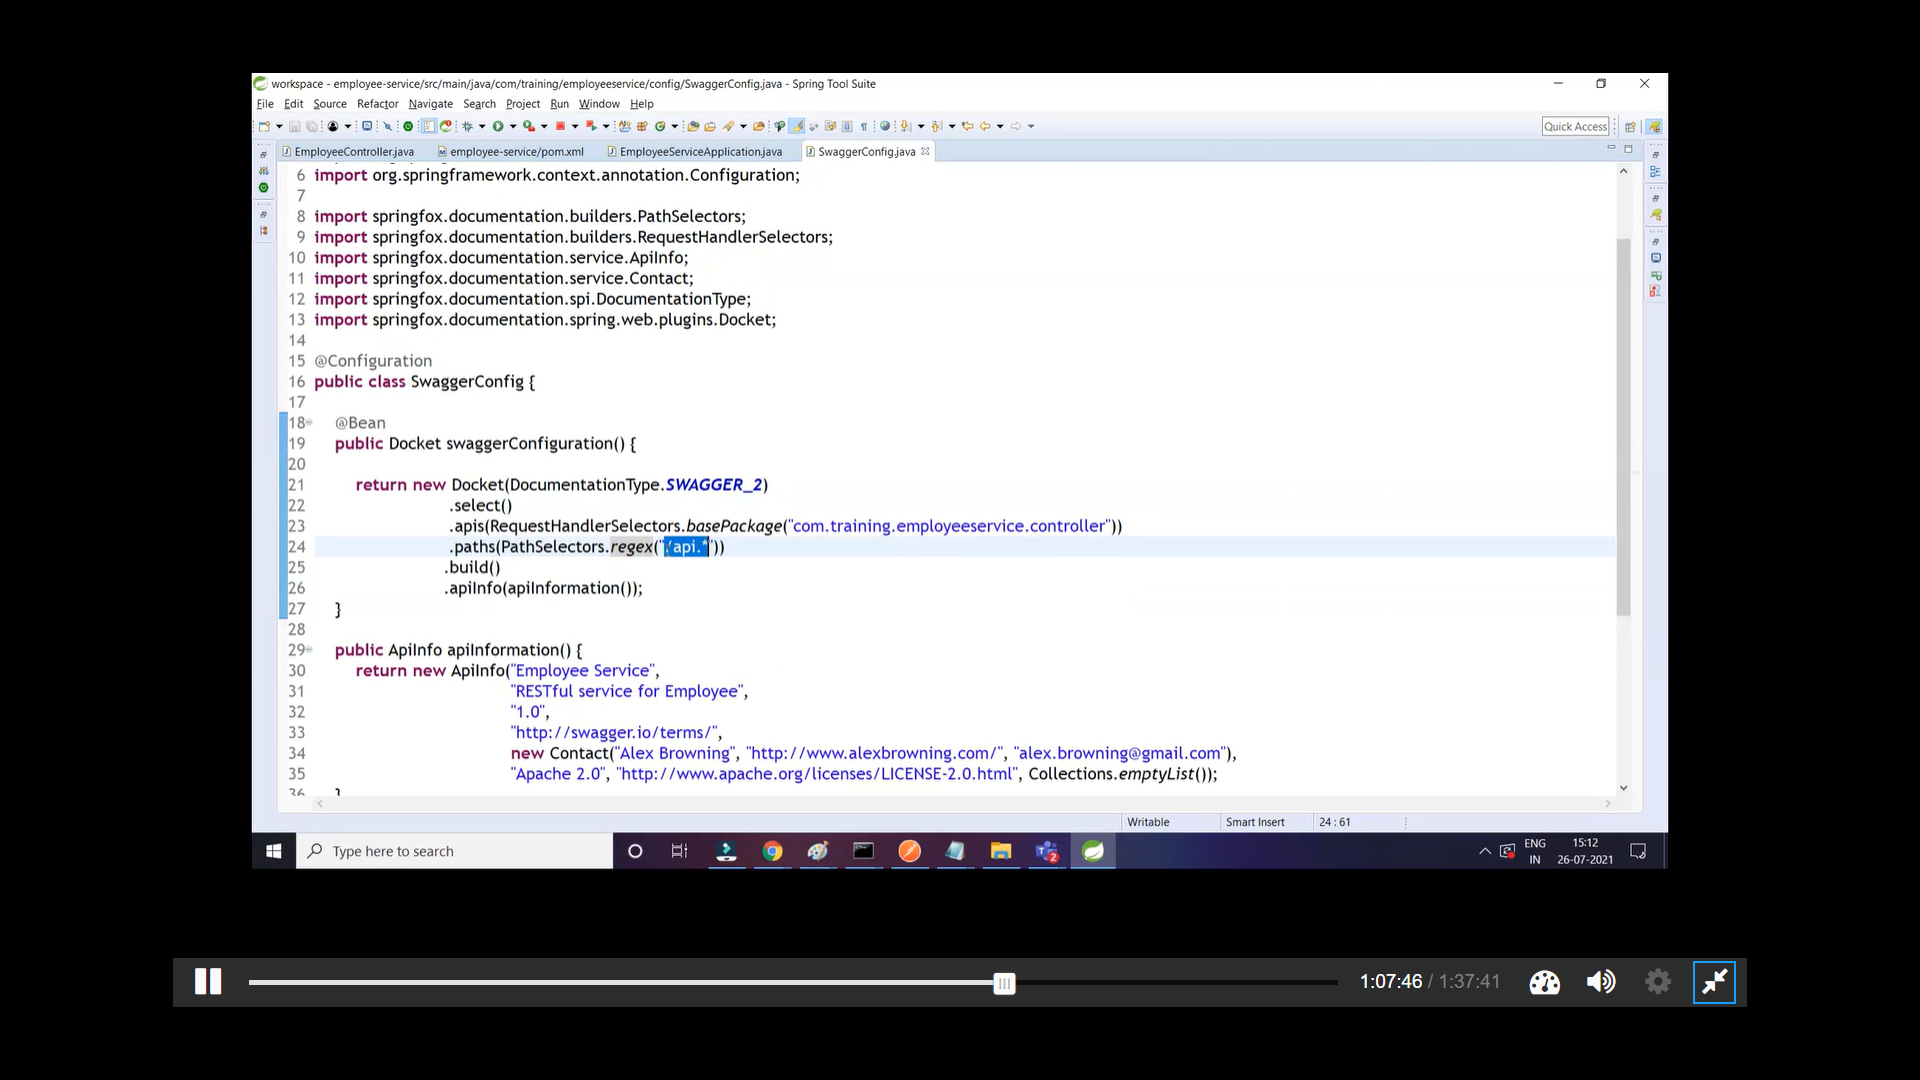 workspace - employee-service/src/main/java/com/training/employeeservice/config/SwaggerConfig.java - Spring Tool Suite
File Edit Source Refactor Navigate Search Project Run Window Help
Quick Access
EmployeeController.java employee-service/pom.xml EmployeeServiceApplication.java SwaggerConfig.java
6 import org.springframework.context.annotation.Configuration;
7
8 import springfox.documentation.builders.PathSelectors;
9 import springfox.documentation.builders.RequestHandlerSelectors;
10 import springfox.documentation.service.ApiInfo;
11 import springfox.documentation.service.Contact;
12 import springfox.documentation.spi.DocumentationType;
13 import springfox.documentation.spring.web.plugins.Docket;
14
15 @Configuration
16 public class SwaggerConfig {
17
18 @Bean
19 public Docket swaggerConfiguration() {
20
21 return new Docket(DocumentationType.SWAGGER_2)
22 .select()
23 .apis(RequestHandlerSelectors.basePackage("com.training.employeeservice.controller"))
24 .paths(PathSelectors.regex("/api.*"))
25 .build()
26 .apiInfo(apiInformation());
27 }
28
29 public ApiInfo apiInformation() {
30 return new ApiInfo("Employee Service",
31 "RESTful service for Employee",
32 "1.0",
33 "http://swagger.io/terms/",
34 new Contact("Alex Browning", "http://www.alexbrowning.com/", "alex.browning@gmail.com"),
35 "Apache 2.0", "http://www.apache.org/licenses/LICENSE-2.0.html", Collections.emptyList());
36 }
Writable Smart Insert 24 : 61
Type here to search
2
ENG
IN
15:12
26-07-2021
1:07:46 / 1:37:41